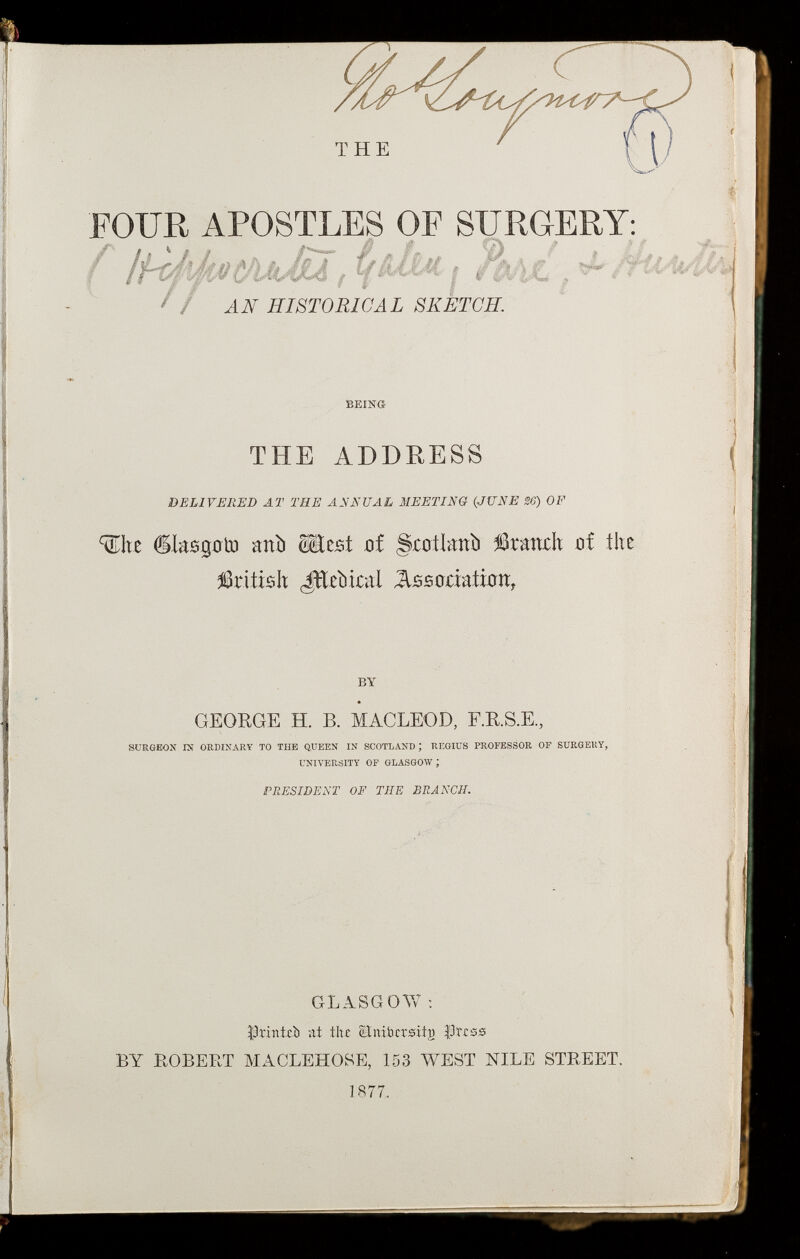 Tho Longmore
1
THE
FOUR APOSTLES OF SURGERY:
( Hippocrates, Galen, Paré, & Hunter
AN HISTORICAL SKETCH.
BEING
THE ADDRESS
DELIVERED AT THE ANNUAL MEETING (JUNE 26) OF
The Glasgow and West of Scotland Branch of the
British Medical Association,
BY
GEORGE H. B. MACLEOD, F.R.S.E.,
SURGEON IN ORDINARY TO THE QUEEN IN SCOTLAND; REGIUS PROFESSOR OF SURGERY,
UNIVERSITY OF GLASGOW;
PRESIDENT OF THE BRANCH.
GLASGOW:
Printed at the University Press
BY ROBERT MACLEHOSE, 153 WEST NILE STREET.
1877.